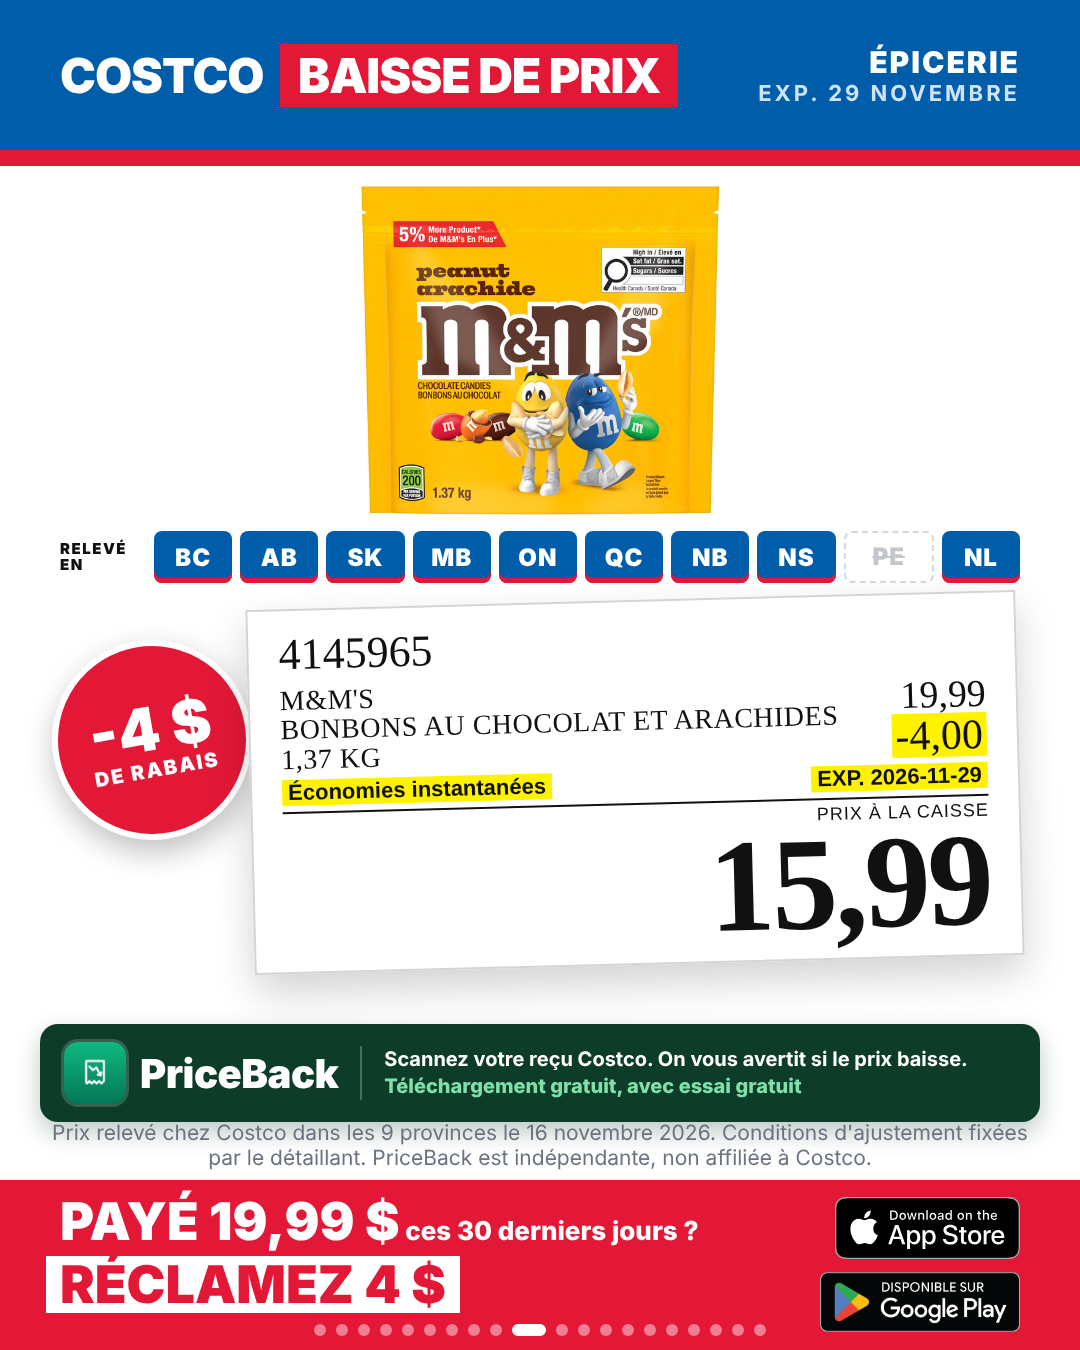 COSTCO BAISSE DE PRIX
ÉPICERIE
EXP. 29 NOVEMBRE
5% More Product*
De M&M's En Plus*
High in / Élevé en
Sat fat / Gras sat.
Sugars / Sucres
Health Canada / Santé Canada
peanut
arachide
m&m's ®/MD
CHOCOLATE CANDIES
BONBONS AU CHOCOLAT
CALORIES
200
1.37 kg
RELEVÉ
EN
BC AB SK MB ON QC NB NS PE NL
4145965
M&M'S
BONBONS AU CHOCOLAT ET ARACHIDES
1,37 KG
19,99
-4,00
Économies instantanées
EXP. 2026-11-29
PRIX À LA CAISSE
15,99
-4 $
DE RABAIS
PriceBack
Scannez votre reçu Costco. On vous avertit si le prix baisse.
Téléchargement gratuit, avec essai gratuit
Prix relevé chez Costco dans les 9 provinces le 16 novembre 2026. Conditions d'ajustement fixées
par le détaillant. PriceBack est indépendante, non affiliée à Costco.
PAYÉ 19,99 $ ces 30 derniers jours ?
RÉCLAMEZ 4 $
Download on the
App Store
DISPONIBLE SUR
Google Play